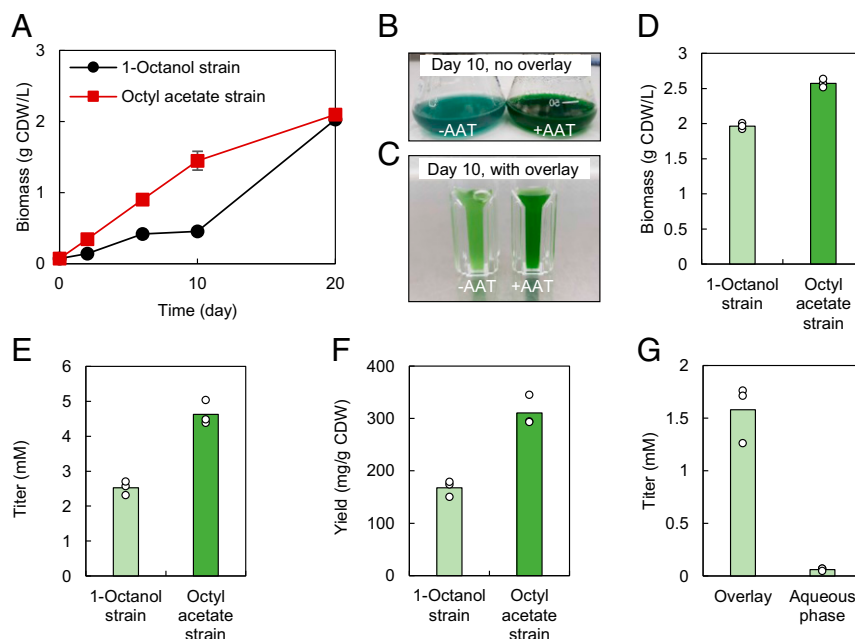 A
3
2
1
0
Biomass (g CDW/L)
1-Octanol strain
Octyl acetate strain
0
10
20
Time (day)
B
Day 10, no overlay
50
-AAT
+AAT
C
Day 10, with overlay
-AAT
+AAT
D
3
2.5
2
1.5
1
0.5
0
Biomass (g CDW/L)
1-Octanol
strain
Octyl
acetate
strain
E
6
5
4
3
2
1
0
Titer (mM)
1-Octanol
strain
Octyl
acetate
strain
F
400
300
200
100
0
Yield (mg/g CDW)
1-Octanol
strain
Octyl
acetate
strain
G
2
1.5
1
0.5
0
Titer (mM)
Overlay
Aqueous
phase